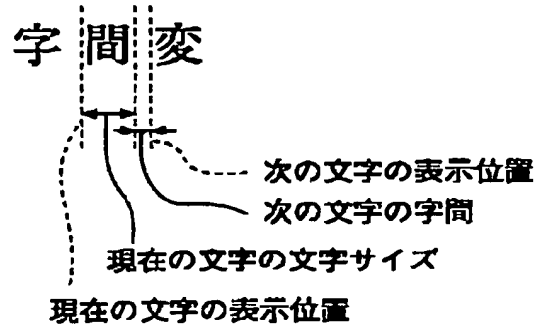 字間変
次の文字の表示位置
次の文字の字間
現在の文字の文字サイズ
現在の文字の表示位置